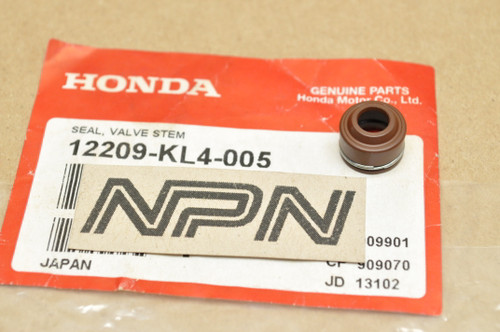 HONDA
GENUINE PARTS
Honda Motor Co., Ltd.
SEAL, VALVE STEM
12209-KL4-005
NPN
09901
JAPAN
CF 909070
JD 13102